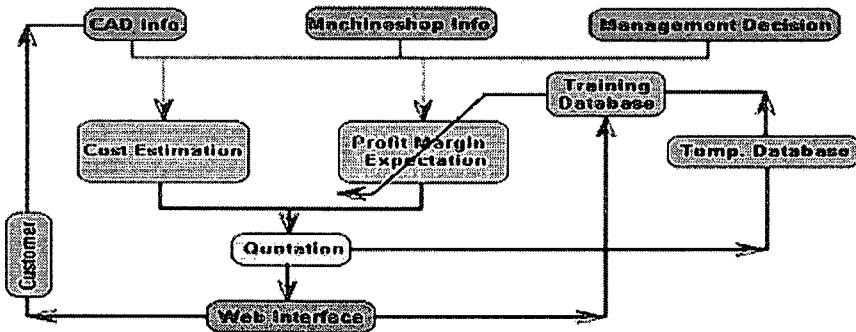 CAD Info.
Machineshop Info.
Management Decision
Training
Database
Cost Estimation
Profit Margin
Expectation
Temp. Database
Customer
Quotation
Web Interface